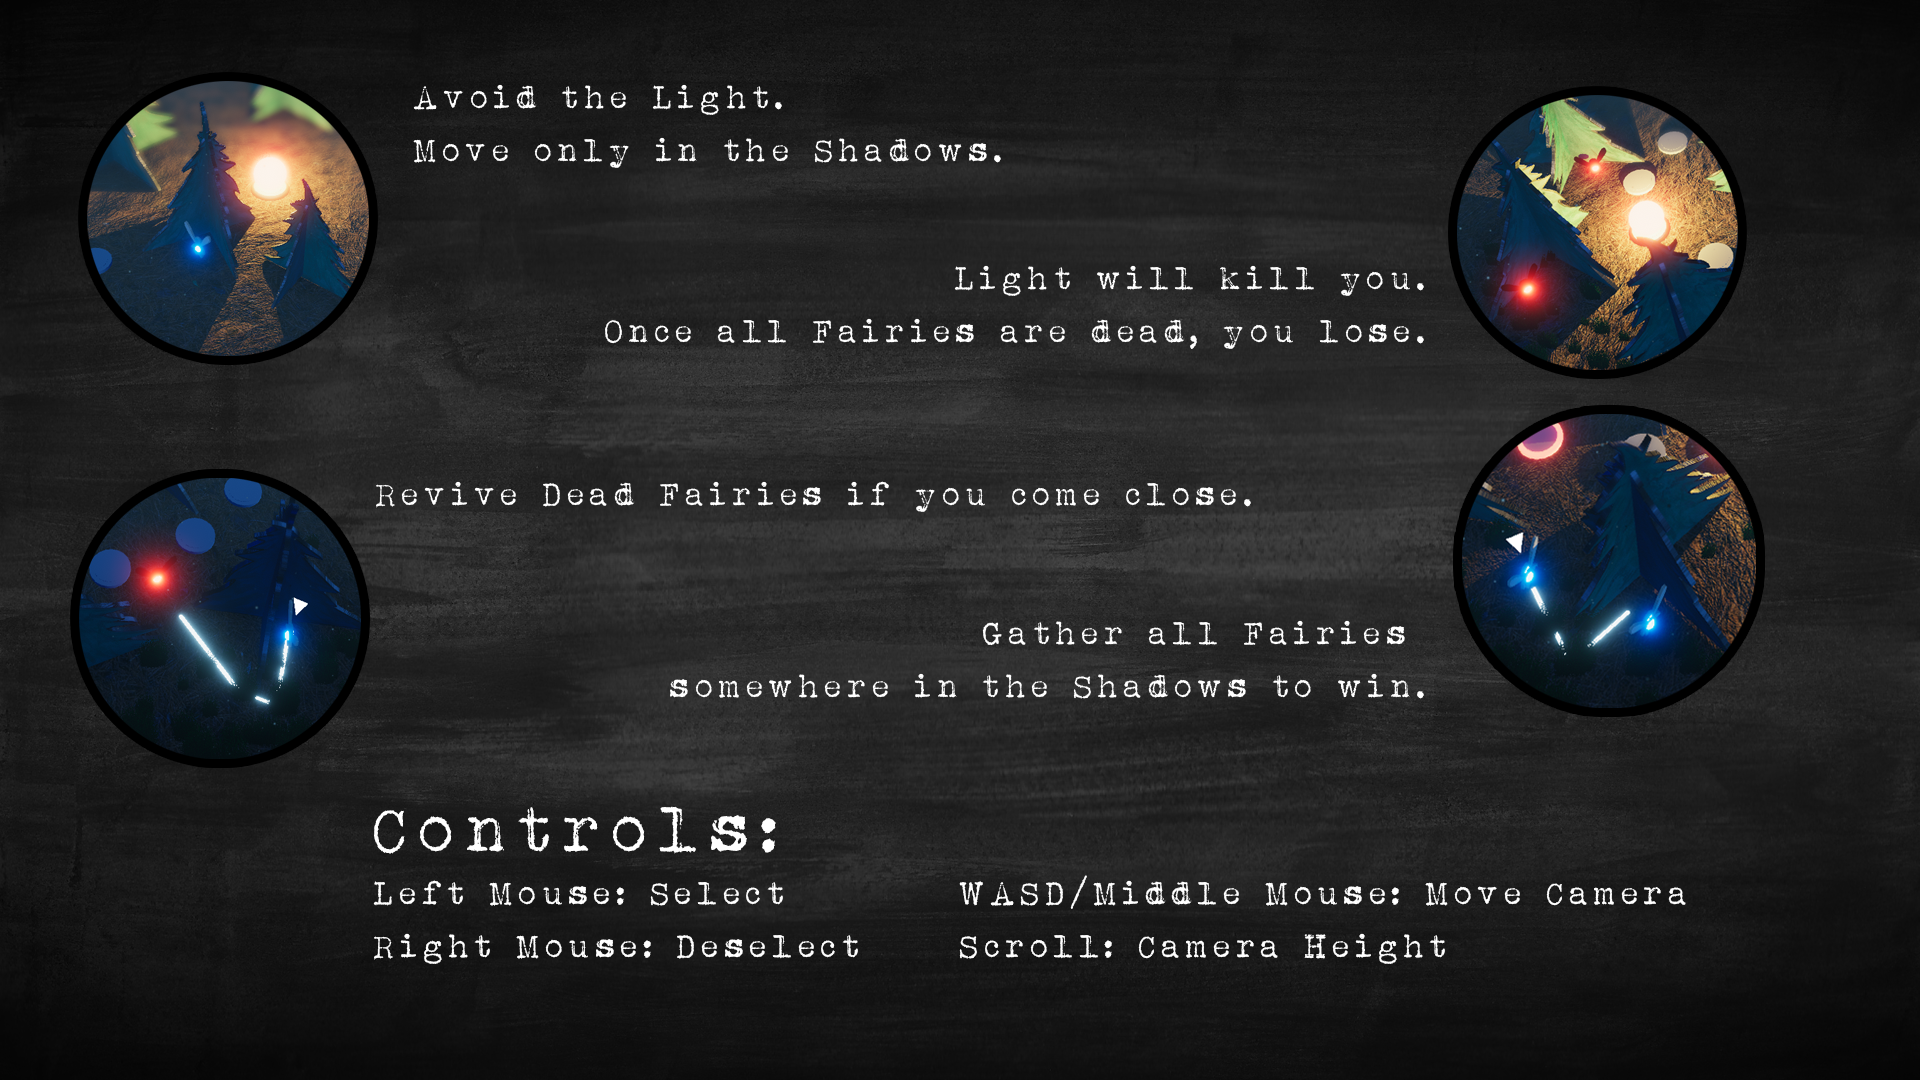 Avoid the Light.
Move only in the Shadows.
Light will kill you.
Once all Fairies are dead, you lose.
Revive Dead Fairies if you come close.
Gather all Fairies
somewhere in the Shadows to win.
Controls:
Left Mouse: Select
Right Mouse: Deselect
WASD/Middle Mouse: Move Camera
Scroll: Camera Height